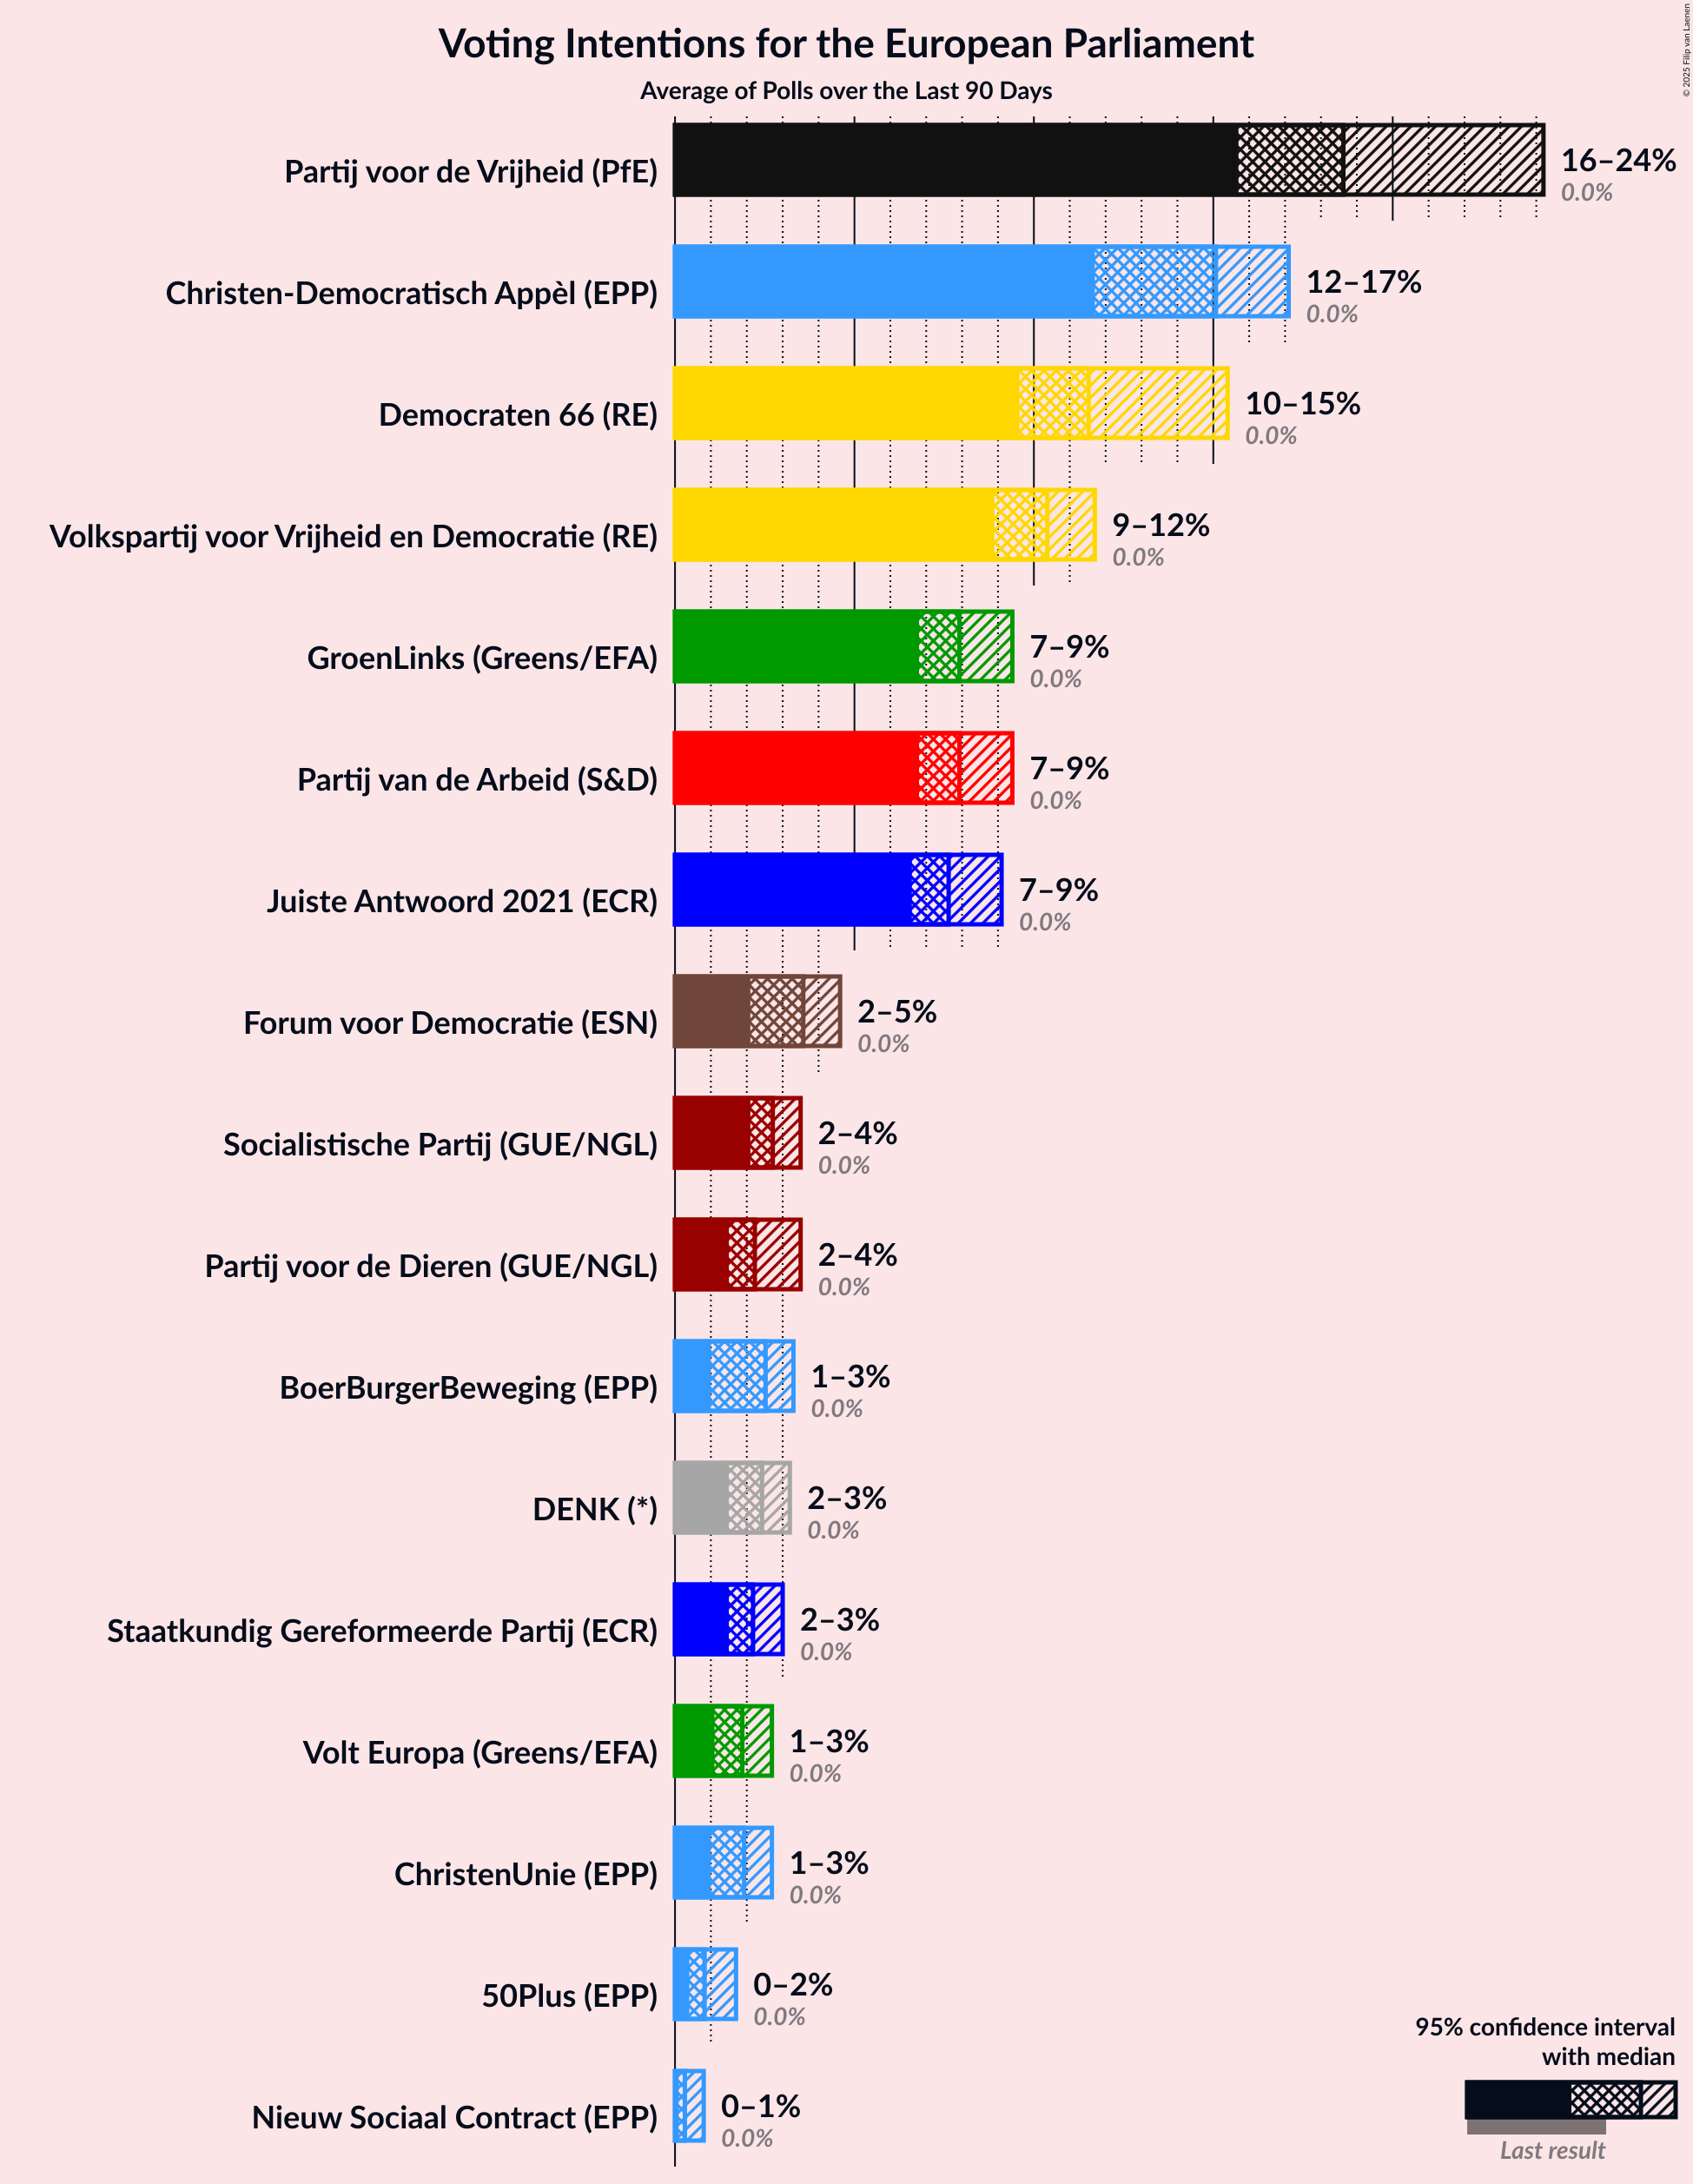 Voting Intentions for the European Parliament
Average of Polls over the Last 90 Days
© 2025 Filip van Laenen
Partij voor de Vrijheid (PfE)
16–24%
0.0%
Christen-Democratisch Appèl (EPP)
12–17%
0.0%
Democraten 66 (RE)
10–15%
0.0%
Volkspartij voor Vrijheid en Democratie (RE)
9–12%
0.0%
GroenLinks (Greens/EFA)
7–9%
0.0%
Partij van de Arbeid (S&D)
7–9%
0.0%
Juiste Antwoord 2021 (ECR)
7–9%
0.0%
Forum voor Democratie (ESN)
2–5%
0.0%
Socialistische Partij (GUE/NGL)
2–4%
0.0%
Partij voor de Dieren (GUE/NGL)
2–4%
0.0%
BoerBurgerBeweging (EPP)
1–3%
0.0%
DENK (*)
2–3%
0.0%
Staatkundig Gereformeerde Partij (ECR)
2–3%
0.0%
Volt Europa (Greens/EFA)
1–3%
0.0%
ChristenUnie (EPP)
1–3%
0.0%
50Plus (EPP)
0–2%
0.0%
Nieuw Sociaal Contract (EPP)
0–1%
0.0%
95% confidence interval
with median
Last result